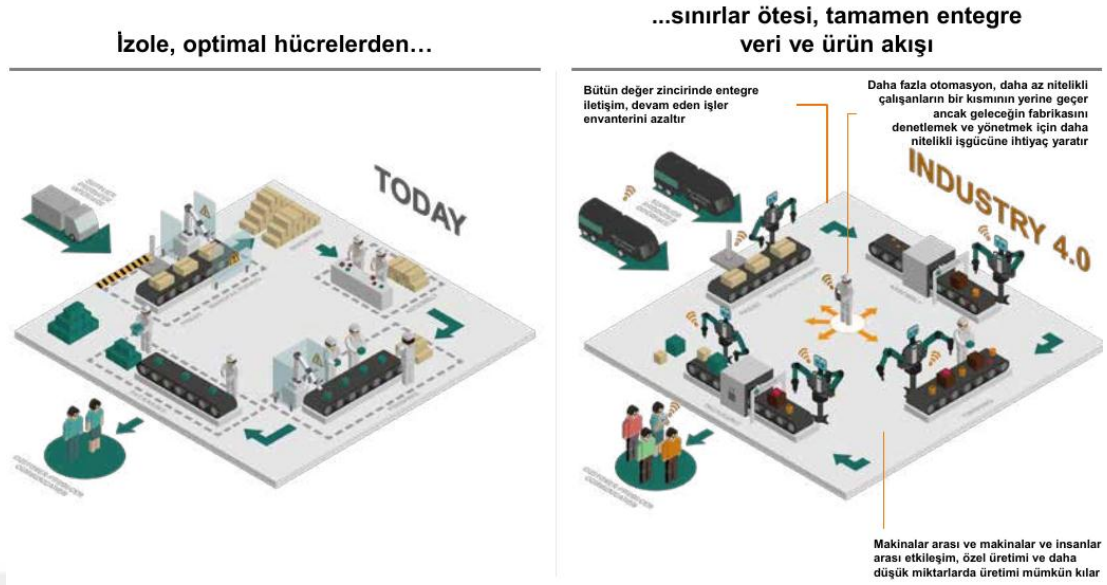 İzole, optimal hücrelerden…
...sınırlar ötesi, tamamen entegre
veri ve ürün akışı
Bütün değer zincirinde entegre
iletişim, devam eden işler
envanterini azaltır
Daha fazla otomasyon, daha az nitelikli
çalışanların bir kısmının yerine geçer
ancak geleceğin fabrikasını
denetlemek ve yönetmek için daha
nitelikli işgücüne ihtiyaç yaratır
TODAY
INDUSTRY 4.0
Makinalar arası ve makinalar ve insanlar
arası etkileşim, özel üretimi ve daha
düşük miktarlarda üretimi mümkün kılar